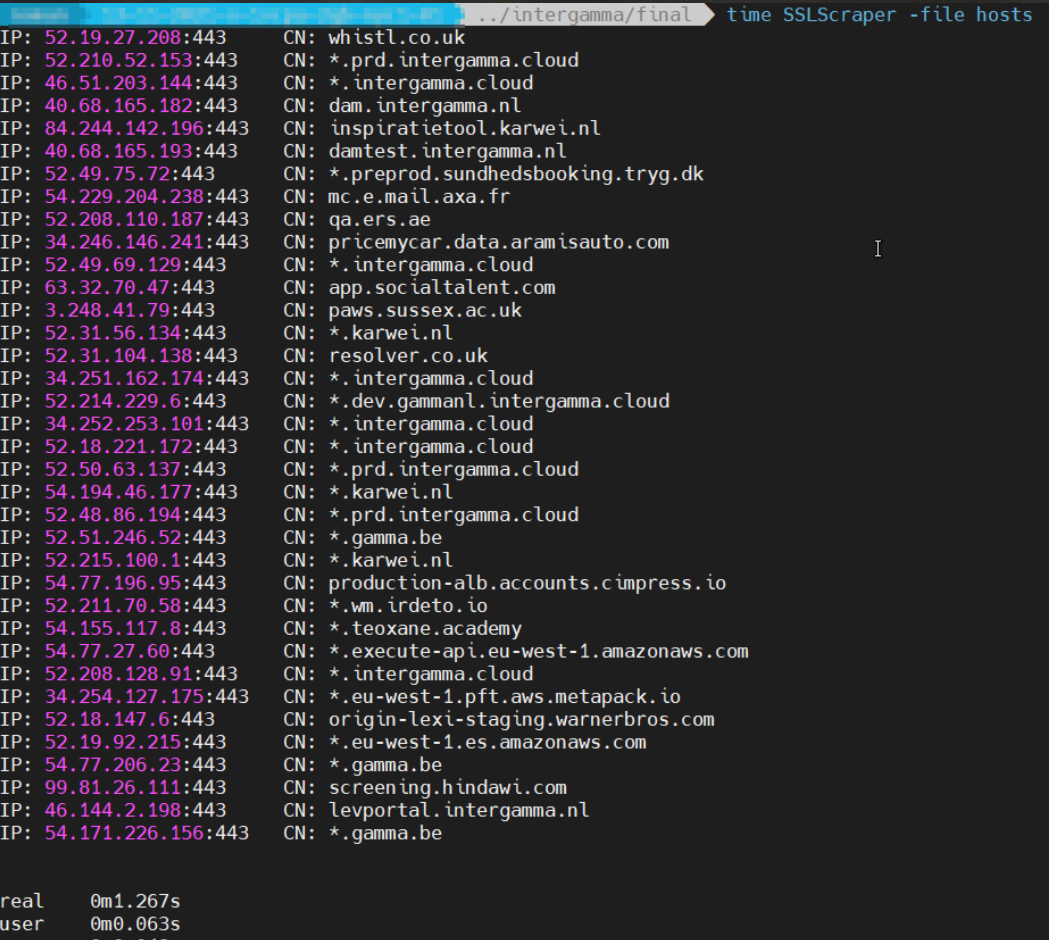 ../intergamma/final time SSLScraper -file hosts
IP: 52.19.27.208:443 CN: whistl.co.uk
IP: 52.210.52.153:443 CN: *.prd.intergamma.cloud
IP: 46.51.203.144:443 CN: *.intergamma.cloud
IP: 40.68.165.182:443 CN: dam.intergamma.nl
IP: 84.244.142.196:443 CN: inspiratietool.karwei.nl
IP: 40.68.165.193:443 CN: damtest.intergamma.nl
IP: 52.49.75.72:443 CN: *.preprod.sundhedsbooking.tryg.dk
IP: 54.229.204.238:443 CN: mc.e.mail.axa.fr
IP: 52.208.110.187:443 CN: qa.ers.ae
IP: 34.246.146.241:443 CN: pricemycar.data.aramisauto.com
IP: 52.49.69.129:443 CN: *.intergamma.cloud
IP: 63.32.70.47:443 CN: app.socialtalent.com
IP: 3.248.41.79:443 CN: paws.sussex.ac.uk
IP: 52.31.56.134:443 CN: *.karwei.nl
IP: 52.31.104.138:443 CN: resolver.co.uk
IP: 34.251.162.174:443 CN: *.intergamma.cloud
IP: 52.214.229.6:443 CN: *.dev.gammanl.intergamma.cloud
IP: 34.252.253.101:443 CN: *.intergamma.cloud
IP: 52.18.221.172:443 CN: *.intergamma.cloud
IP: 52.50.63.137:443 CN: *.prd.intergamma.cloud
IP: 54.194.46.177:443 CN: *.karwei.nl
IP: 52.48.86.194:443 CN: *.prd.intergamma.cloud
IP: 52.51.246.52:443 CN: *.gamma.be
IP: 52.215.100.1:443 CN: *.karwei.nl
IP: 54.77.196.95:443 CN: production-alb.accounts.cimpress.io
IP: 52.211.70.58:443 CN: *.wm.irdeto.io
IP: 54.155.117.8:443 CN: *.teoxane.academy
IP: 54.77.27.60:443 CN: *.execute-api.eu-west-1.amazonaws.com
IP: 52.208.128.91:443 CN: *.intergamma.cloud
IP: 34.254.127.175:443 CN: *.eu-west-1.pft.aws.metapack.io
IP: 52.18.147.6:443 CN: origin-lexi-staging.warnerbros.com
IP: 52.19.92.215:443 CN: *.eu-west-1.es.amazonaws.com
IP: 54.77.206.23:443 CN: *.gamma.be
IP: 99.81.26.111:443 CN: screening.hindawi.com
IP: 46.144.2.198:443 CN: levportal.intergamma.nl
IP: 54.171.226.156:443 CN: *.gamma.be
real 0m1.267s
user 0m0.063s